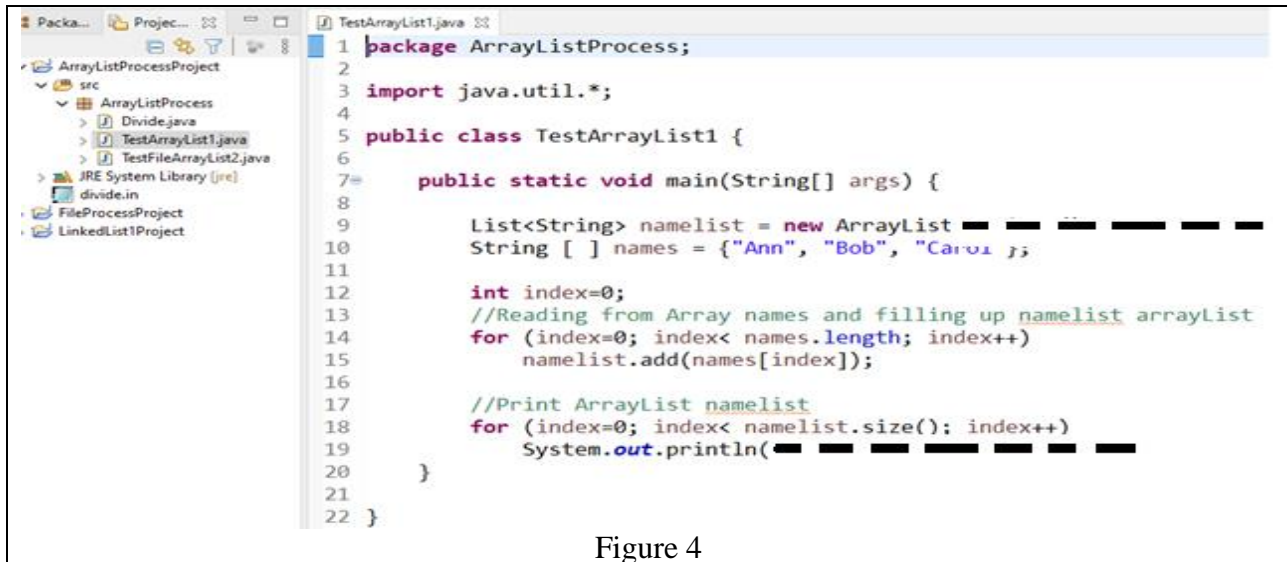 Packa...
Projec...
ArrayListProcessProject
src
ArrayListProcess
Divide.java
TestArrayList1.java
TestFileArrayList2.java
JRE System Library [jre]
divide.in
FileProcessProject
LinkedList1Project
TestArrayList1.java
1 package ArrayListProcess;
2
3 import java.util.*;
4
5 public class TestArrayList1 {
6
7 public static void main(String[] args) {
8
9 List<String> namelist = new ArrayList
10 String [ ] names = {"Ann", "Bob", "Carol };
11
12 int index=0;
13 //Reading from Array names and filling up namelist arrayList
14 for (index=0; index< names.length; index++)
15 namelist.add(names[index]);
16
17 //Print ArrayList namelist
18 for (index=0; index< namelist.size(); index++)
19 System.out.println(
20 }
21
22 }
Figure 4